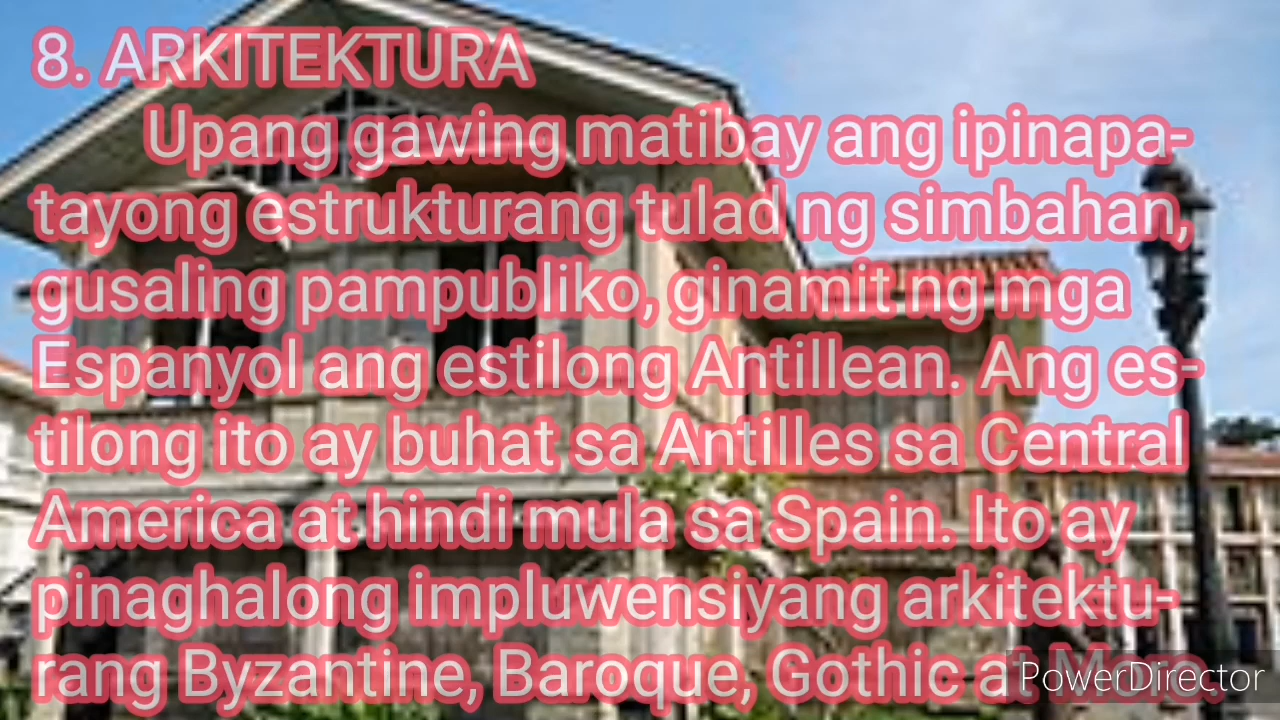 8. ARKITEKTURA
Upang gawing matibay ang ipinapa-
tayong estrukturang tulad ng simbahan,
gusaling pampubliko, ginamit ng mga
Espanyol ang estilong Antillean. Ang es-
tilong ito ay buhat sa Antilles sa Central
America at hindi mula sa Spain. Ito ay
pinaghalong impluwensiyang arkitektu-
rang Byzantine, Baroque, Gothic at Moro.
PowerDirector